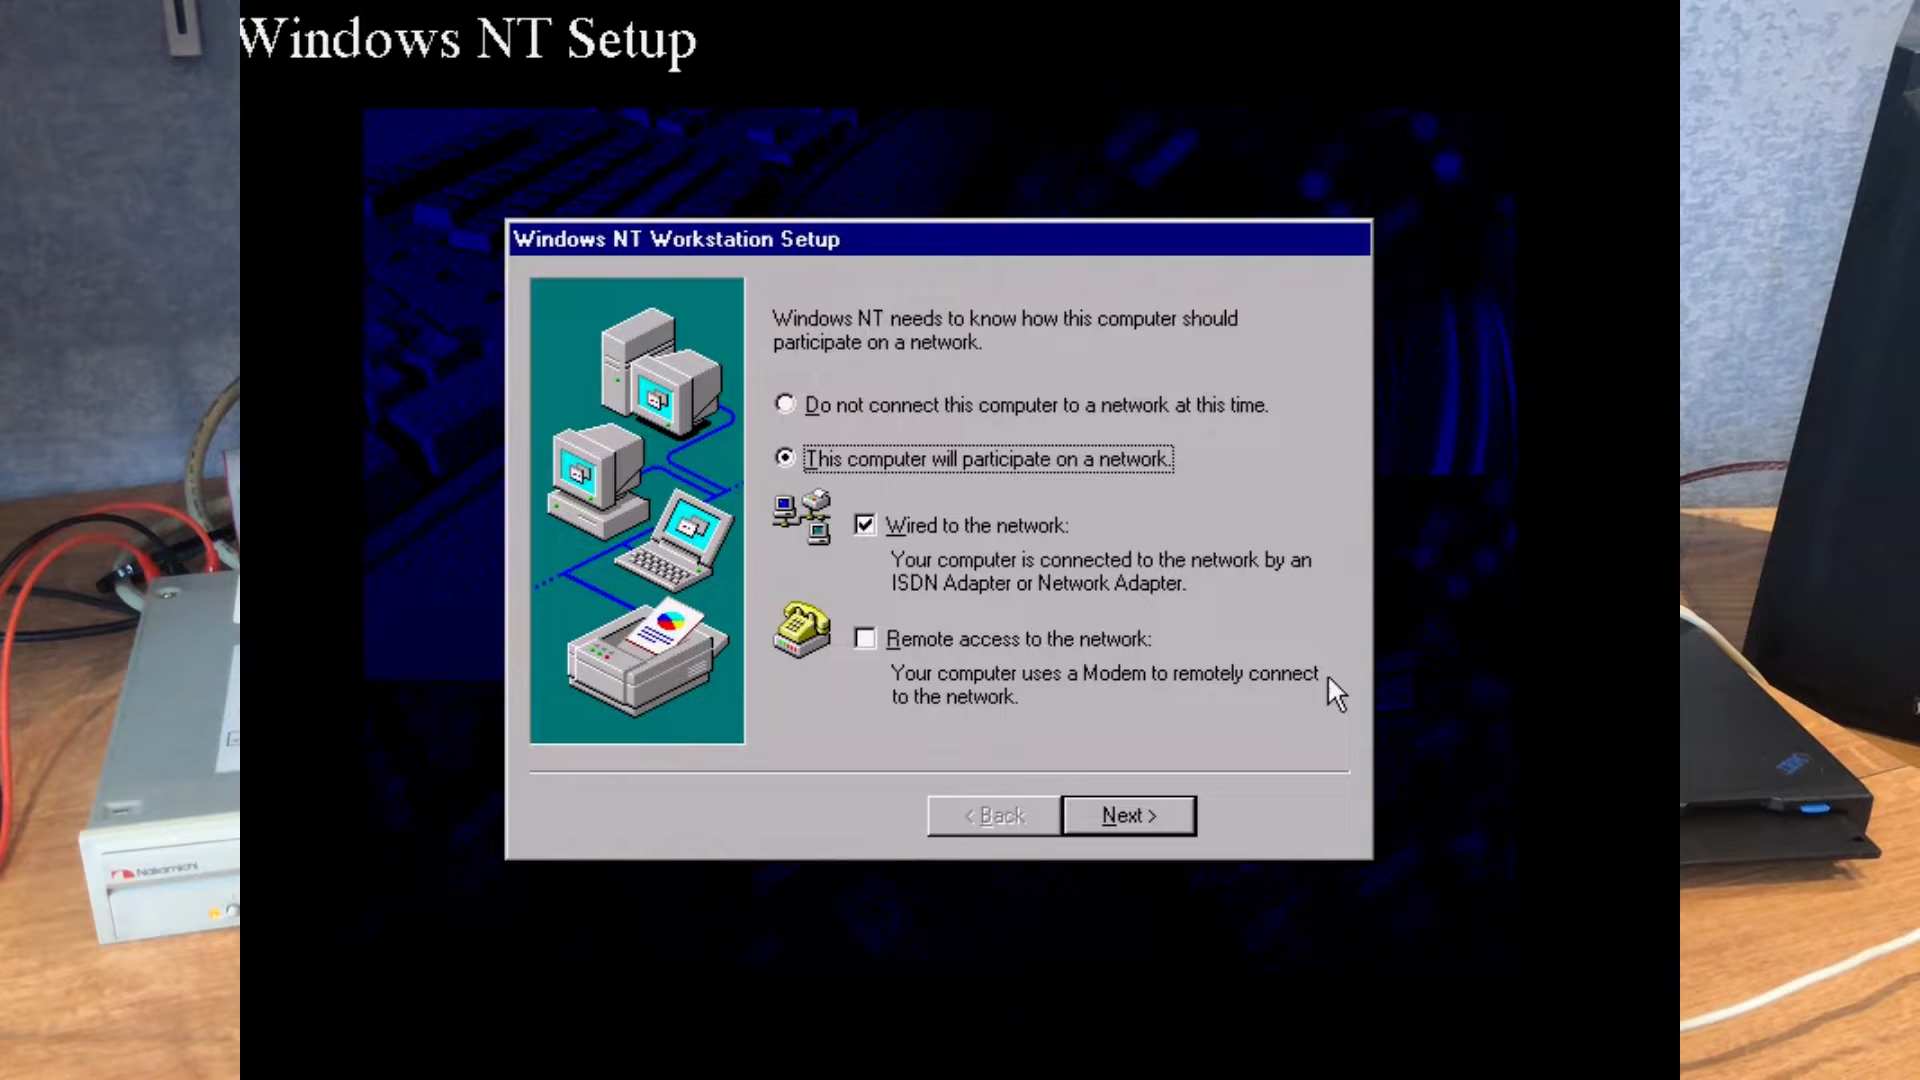 Windows NT Setup
Windows NT Workstation Setup
Windows NT needs to know how this computer should
participate on a network.
Do not connect this computer to a network at this time.
This computer will participate on a network.
Wired to the network:
Your computer is connected to the network by an
ISDN Adapter or Network Adapter.
Remote access to the network:
Your computer uses a Modem to remotely connect
to the network.
< Back
Next >
Nakamichi